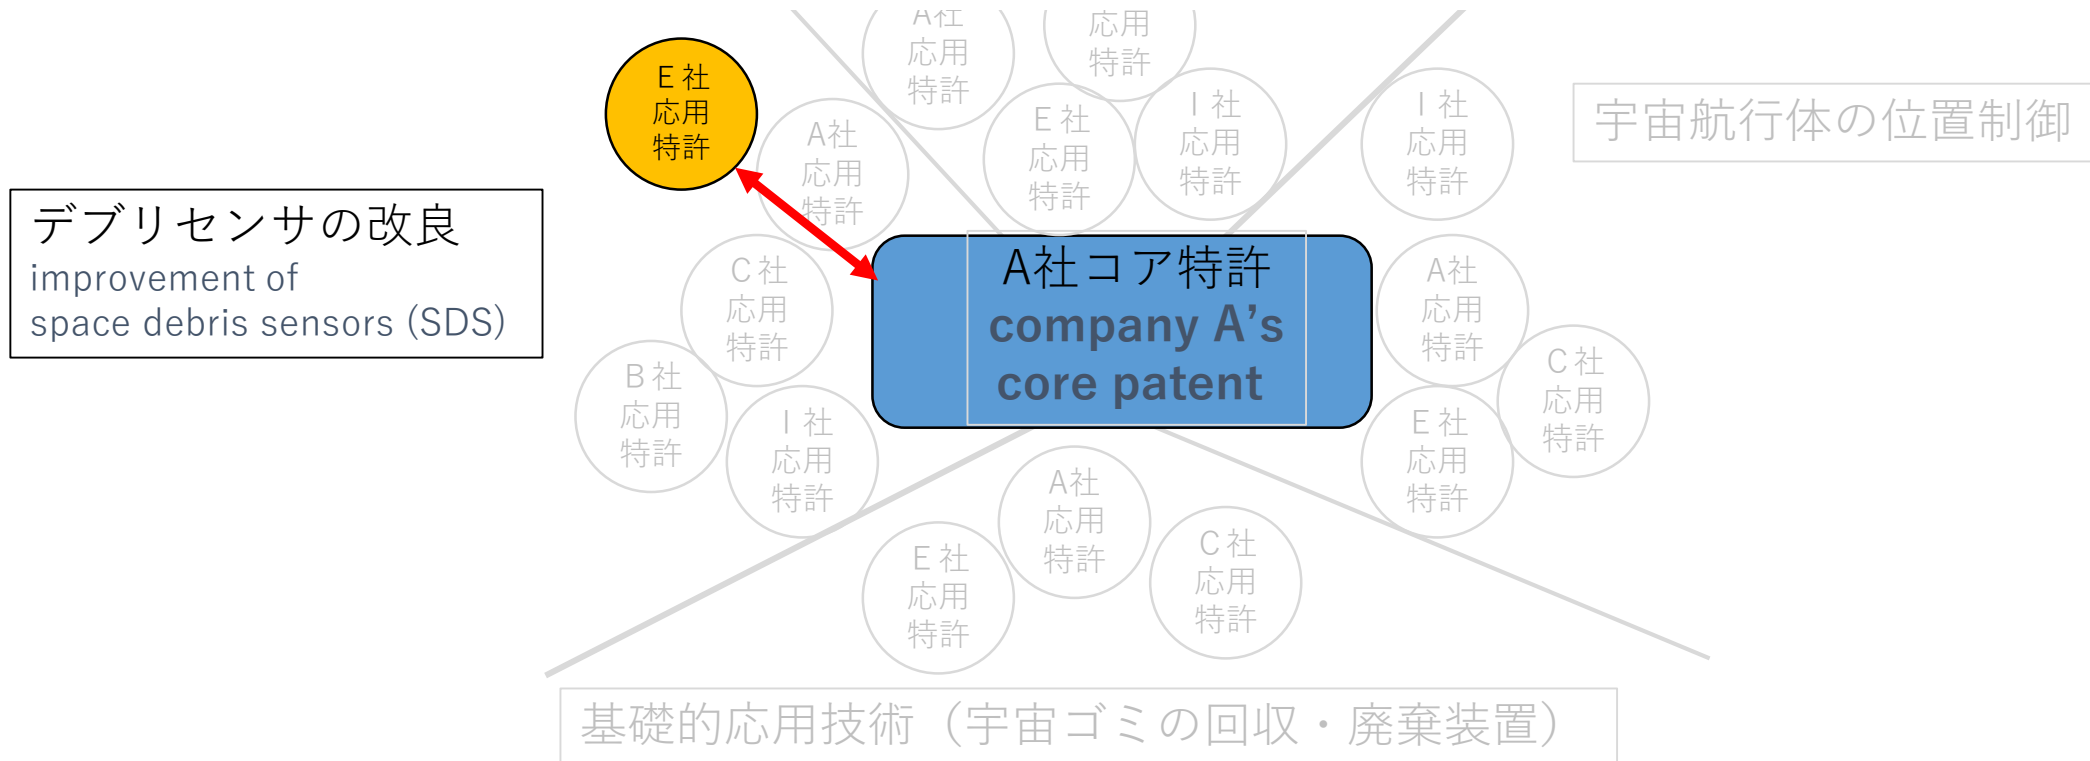 A社
応用
特許
応用
特許
E社
応用
特許
A社
応用
特許
E社
応用
特許
I社
応用
特許
I社
応用
特許
宇宙航行体の位置制御
デブリセンサの改良
improvement of
space debris sensors (SDS)
A社コア特許
company A’s
core patent
C社
応用
特許
A社
応用
特許
B社
応用
特許
I社
応用
特許
C社
応用
特許
E社
応用
特許
A社
応用
特許
E社
応用
特許
C社
応用
特許
基礎的応用技術（宇宙ゴミの回収・廃棄装置）